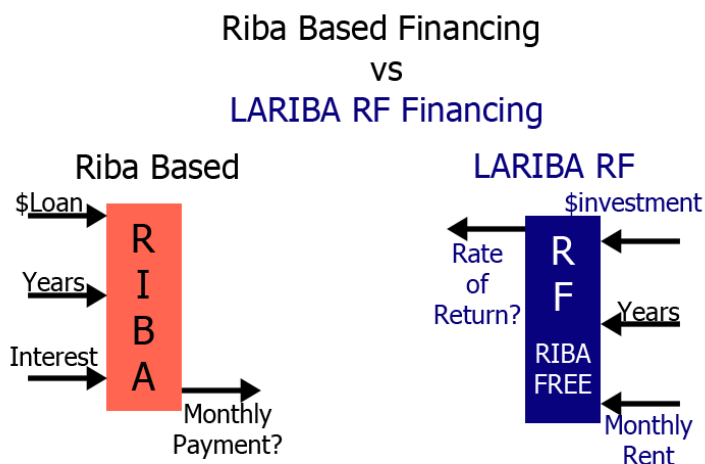 Riba Based Financing
vs
LARIBA RF Financing
Riba Based
$Loan
Years
Interest
R
I
B
A
Monthly
Payment?
LARIBA RF
$investment
Rate
of
Return?
R
F
RIBA
FREE
Years
Monthly
Rent